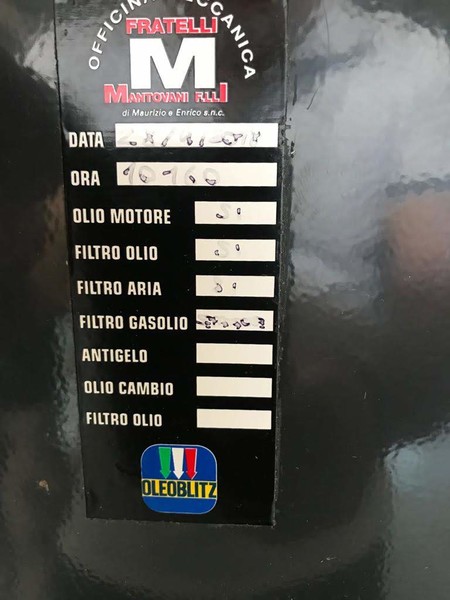 OFFICINA MECCANICA
FRATELLI
M
MANTOVANI F.LLI
di Maurizio e Enrico s.n.c.
DATA
ORA
OLIO MOTORE
FILTRO OLIO
FILTRO ARIA
FILTRO GASOLIO
ANTIGELO
OLIO CAMBIO
FILTRO OLIO
OLEOBLITZ